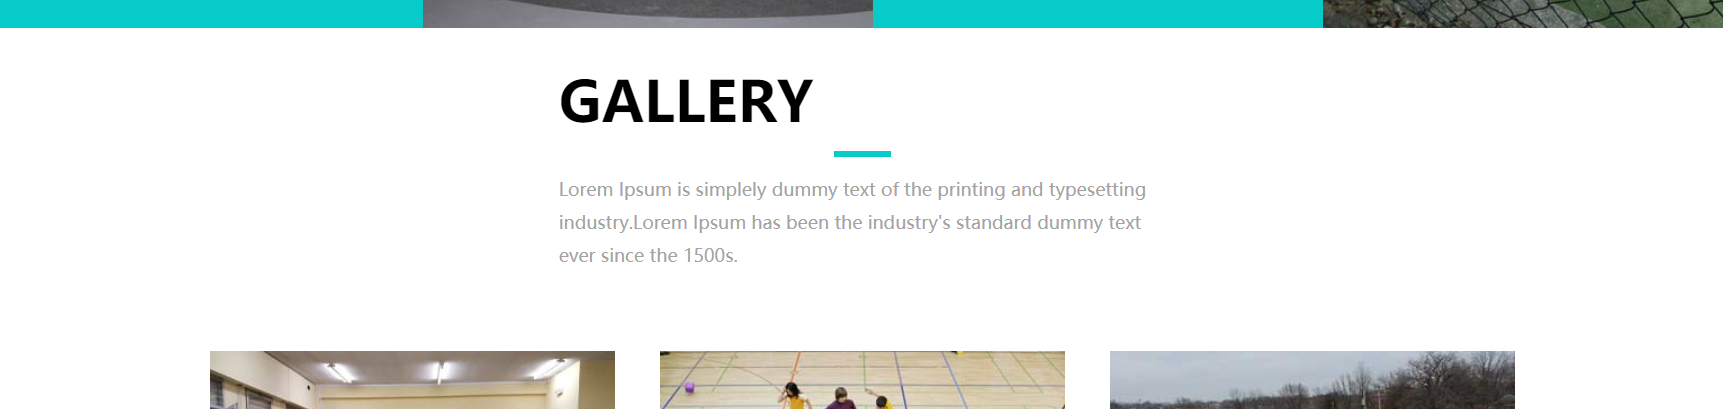 GALLERY
Lorem Ipsum is simplely dummy text of the printing and typesetting
industry.Lorem Ipsum has been the industry's standard dummy text
ever since the 1500s.